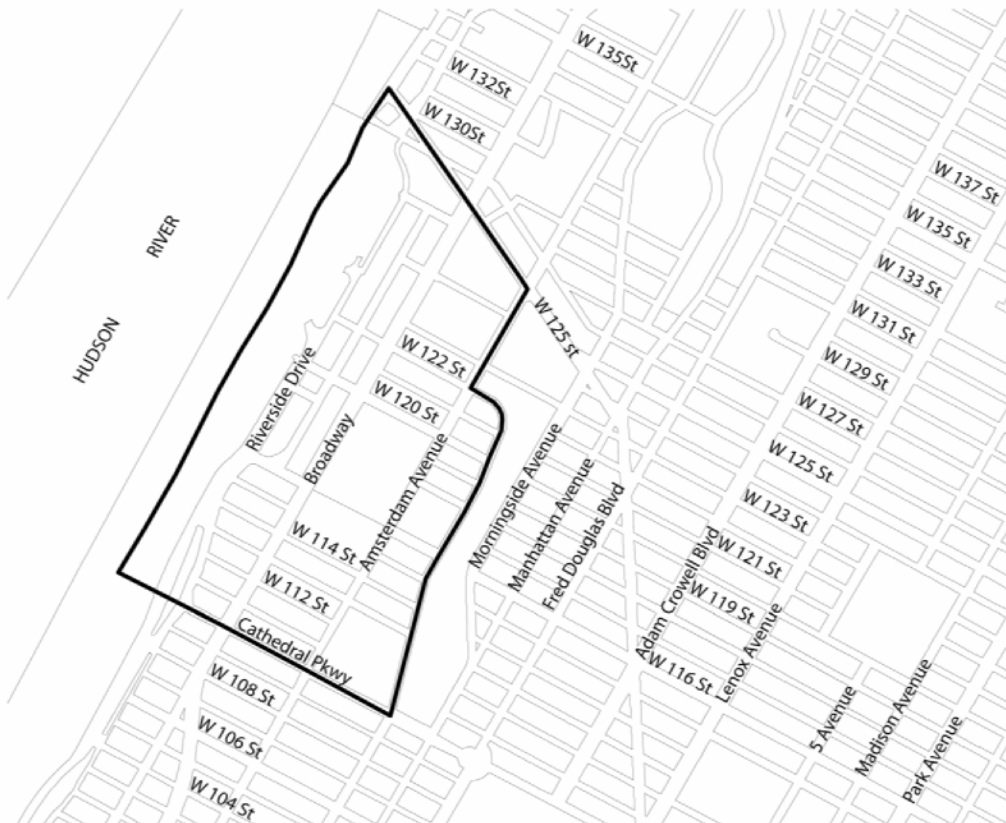 W 135St
W 132St
W 130St
W 137 St
W 135 St
RIVER
W 133 St
W 131 St
W 125 st
HUDSON
W 122 St
W 129 St
W 120 St
Riverside Drive
W 127 St
Broadway
W 125 St
Amsterdam Avenue
Morningside Avenue
Manhattan Avenue
Fred Douglas Blvd
W 123 St
W 114 St
W 121 St
W 112 St
Adam Crowell Blvd
W 119 St
Cathedral Pkwy
Lenox Avenue
W 116 St
W 108 St
5 Avenue
Madison Avenue
W 106 St
Park Avenue
W 104 St